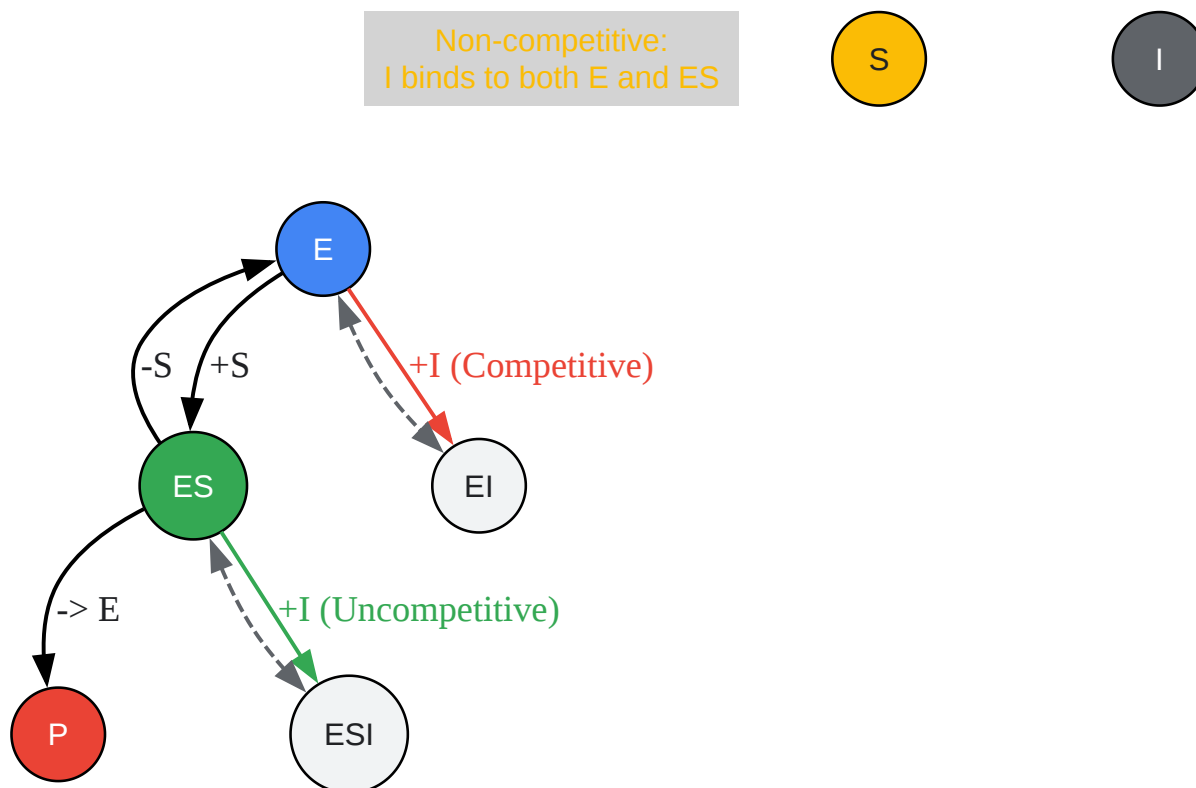 Non-competitive:
I binds to both E and ES
S
I
E
-S
+S
+I (Competitive)
ES
EI
-> E
+I (Uncompetitive)
P
ESI